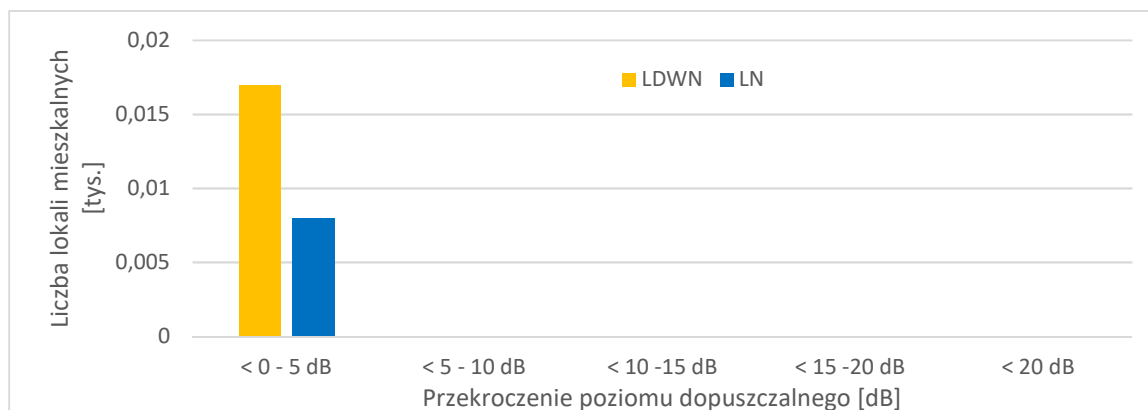 Liczba lokali mieszkalnych
[tys.]
0,02
0,015
0,01
0,005
0
LDWN LN
< 0 - 5 dB < 5 - 10 dB < 10 -15 dB < 15 -20 dB < 20 dB
Przekroczenie poziomu dopuszczalnego [dB]